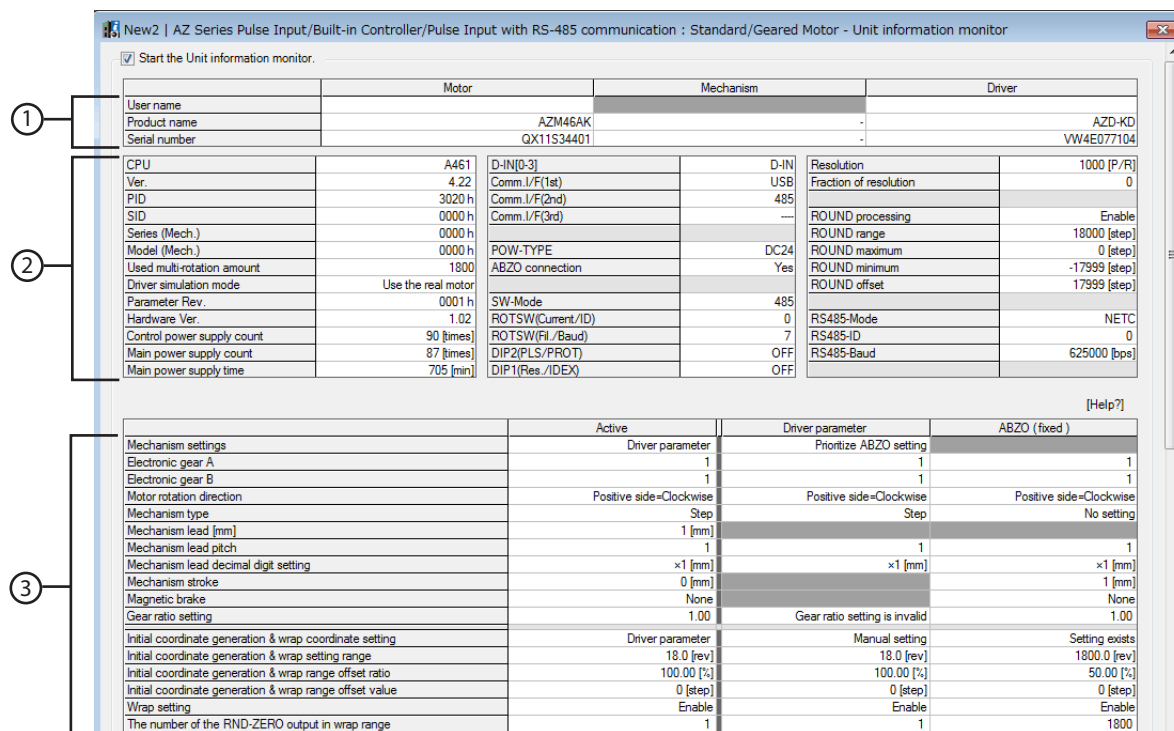 New2 | AZ Series Pulse Input/Built-in Controller/Pulse Input with RS-485 communication : Standard/Geared Motor - Unit information monitor
Start the Unit information monitor.
Motor Mechanism Driver
1
User name
Product name AZM46AK - AZD-KD
Serial number QX11S34401 - VW4E077104
2
CPU A461 D-IN[0-3] D-IN Resolution 1000 [P/R]
Ver. 4.22 Comm.I/F(1st) USB Fraction of resolution 0
PID 3020 h Comm.I/F(2nd) 485
SID 0000 h Comm.I/F(3rd) ---- ROUND processing Enable
Series (Mech.) 0000 h ROUND range 18000 [step]
Model (Mech.) 0000 h POW-TYPE DC24 ROUND maximum 0 [step]
Used multi-rotation amount 1800 ABZO connection Yes ROUND minimum -17999 [step]
Driver simulation mode Use the real motor ROUND offset 17999 [step]
Parameter Rev. 0001 h SW-Mode 485
Hardware Ver. 1.02 ROTSW(Current/ID) 0 RS485-Mode NETC
Control power supply count 90 [times] ROTSW(Fil./Baud) 7 RS485-ID 0
Main power supply count 87 [times] DIP2(PLS/PROT) OFF RS485-Baud 625000 [bps]
Main power supply time 705 [min] DIP1(Res./IDEX) OFF
[Help?]
3
Active Driver parameter ABZO (fixed )
Mechanism settings Driver parameter Prioritize ABZO setting
Electronic gear A 1 1 1
Electronic gear B 1 1 1
Motor rotation direction Positive side=Clockwise Positive side=Clockwise Positive side=Clockwise
Mechanism type Step Step No setting
Mechanism lead [mm] 1 [mm]
Mechanism lead pitch 1 1 1
Mechanism lead decimal digit setting ×1 [mm] ×1 [mm] ×1 [mm]
Mechanism stroke 0 [mm] 1 [mm]
Magnetic brake None None
Gear ratio setting 1.00 Gear ratio setting is invalid 1.00
Initial coordinate generation & wrap coordinate setting Driver parameter Manual setting Setting exists
Initial coordinate generation & wrap setting range 18.0 [rev] 18.0 [rev] 1800.0 [rev]
Initial coordinate generation & wrap range offset ratio 100.00 [%] 100.00 [%] 50.00 [%]
Initial coordinate generation & wrap range offset value 0 [step] 0 [step] 0 [step]
Wrap setting Enable Enable Enable
The number of the RND-ZERO output in wrap range 1 1 1800